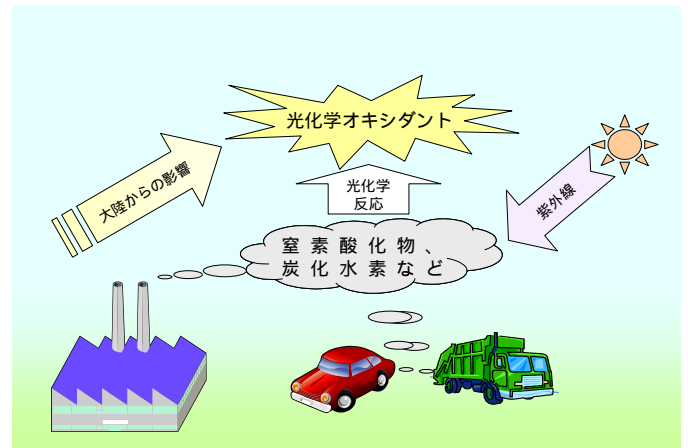 光化学オキシダント
大陸からの影響
光化学
反応
紫外線
窒素酸化物、
炭化水素など